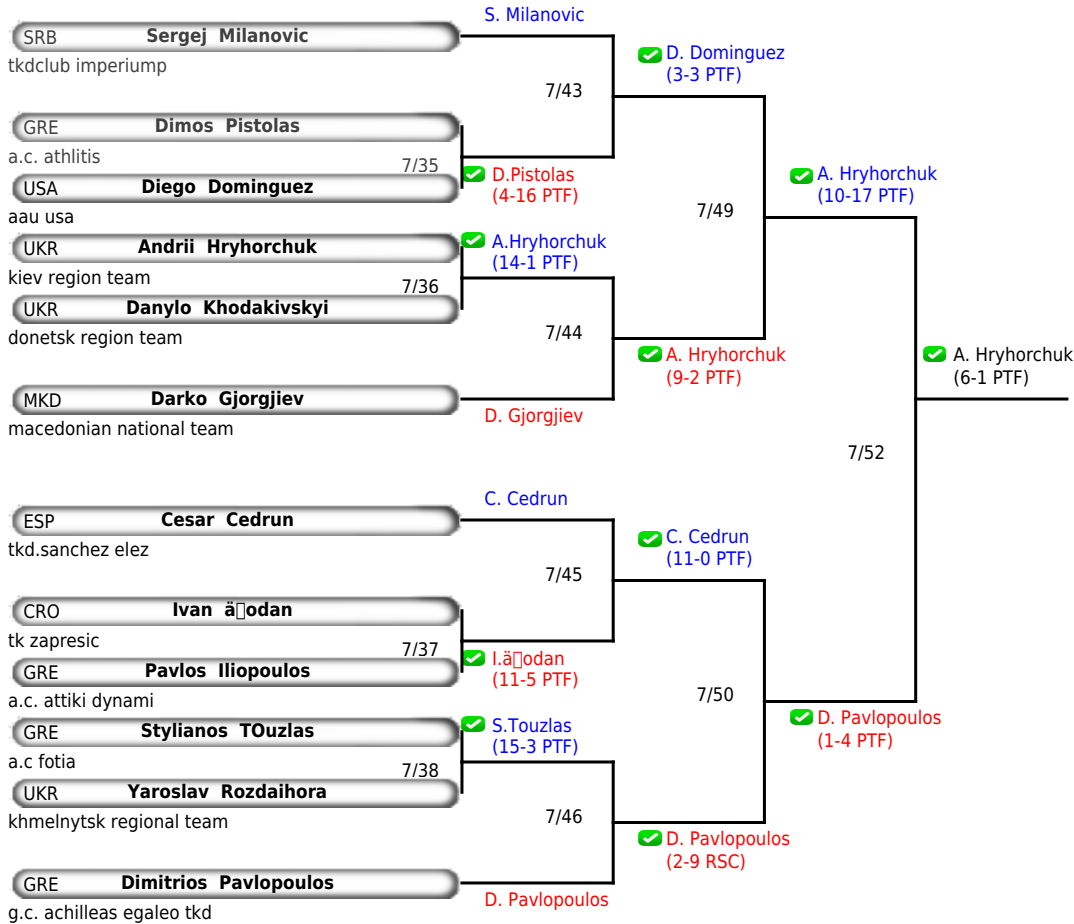 S. Milanovic
SRB Sergej Milanovic
tkdclub imperiump
D. Dominguez
(3-3 PTF)
7/43
GRE Dimos Pistolas
a.c. athlitis
7/35
D.Pistolas
(4-16 PTF)
USA Diego Dominguez
aau usa
A. Hryhorchuk
(10-17 PTF)
7/49
UKR Andrii Hryhorchuk
kiev region team
A.Hryhorchuk
(14-1 PTF)
7/36
UKR Danylo Khodakivskyi
donetsk region team
7/44
A. Hryhorchuk
(9-2 PTF)
A. Hryhorchuk
(6-1 PTF)
MKD Darko Gjorgjiev
macedonian national team
D. Gjorgjiev
7/52
C. Cedrun
ESP Cesar Cedrun
tkd.sanchez elez
C. Cedrun
(11-0 PTF)
7/45
CRO Ivan
tk zapresic
7/37
(11-5 PTF)
GRE Pavlos Iliopoulos
a.c. attiki dynami
7/50
D. Pavlopoulos
(1-4 PTF)
GRE Stylianos TOuzlas
a.c fotia
S.Touzlas
(15-3 PTF)
7/38
UKR Yaroslav Rozdaihora
khmelnytsk regional team
7/46
D. Pavlopoulos
(2-9 RSC)
GRE Dimitrios Pavlopoulos
g.c. achilleas egaleo tkd
D. Pavlopoulos